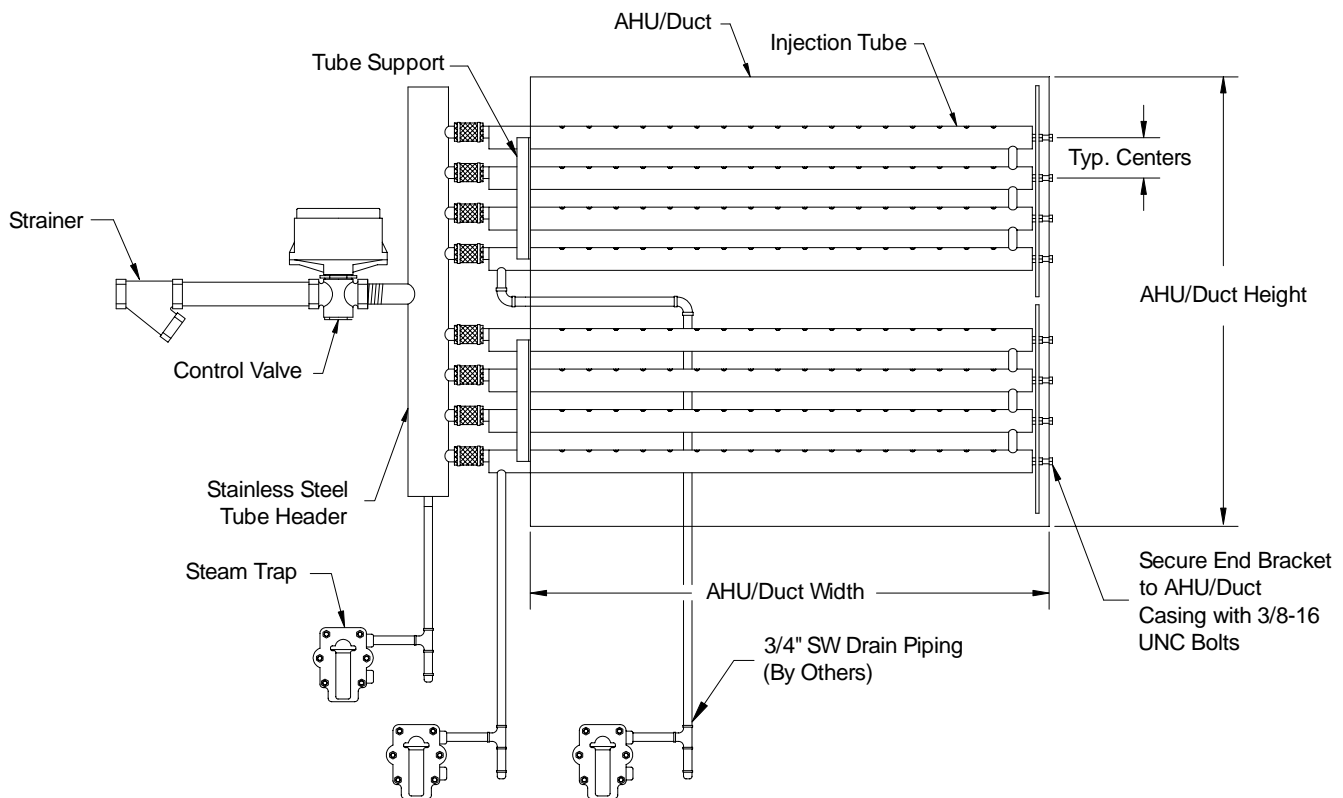 AHU/Duct
Injection Tube
Tube Support
Typ. Centers
Strainer
AHU/Duct Height
Control Valve
Stainless Steel
Tube Header
Secure End Bracket
to AHU/Duct
Casing with 3/8-16
UNC Bolts
Steam Trap
AHU/Duct Width
3/4" SW Drain Piping
(By Others)